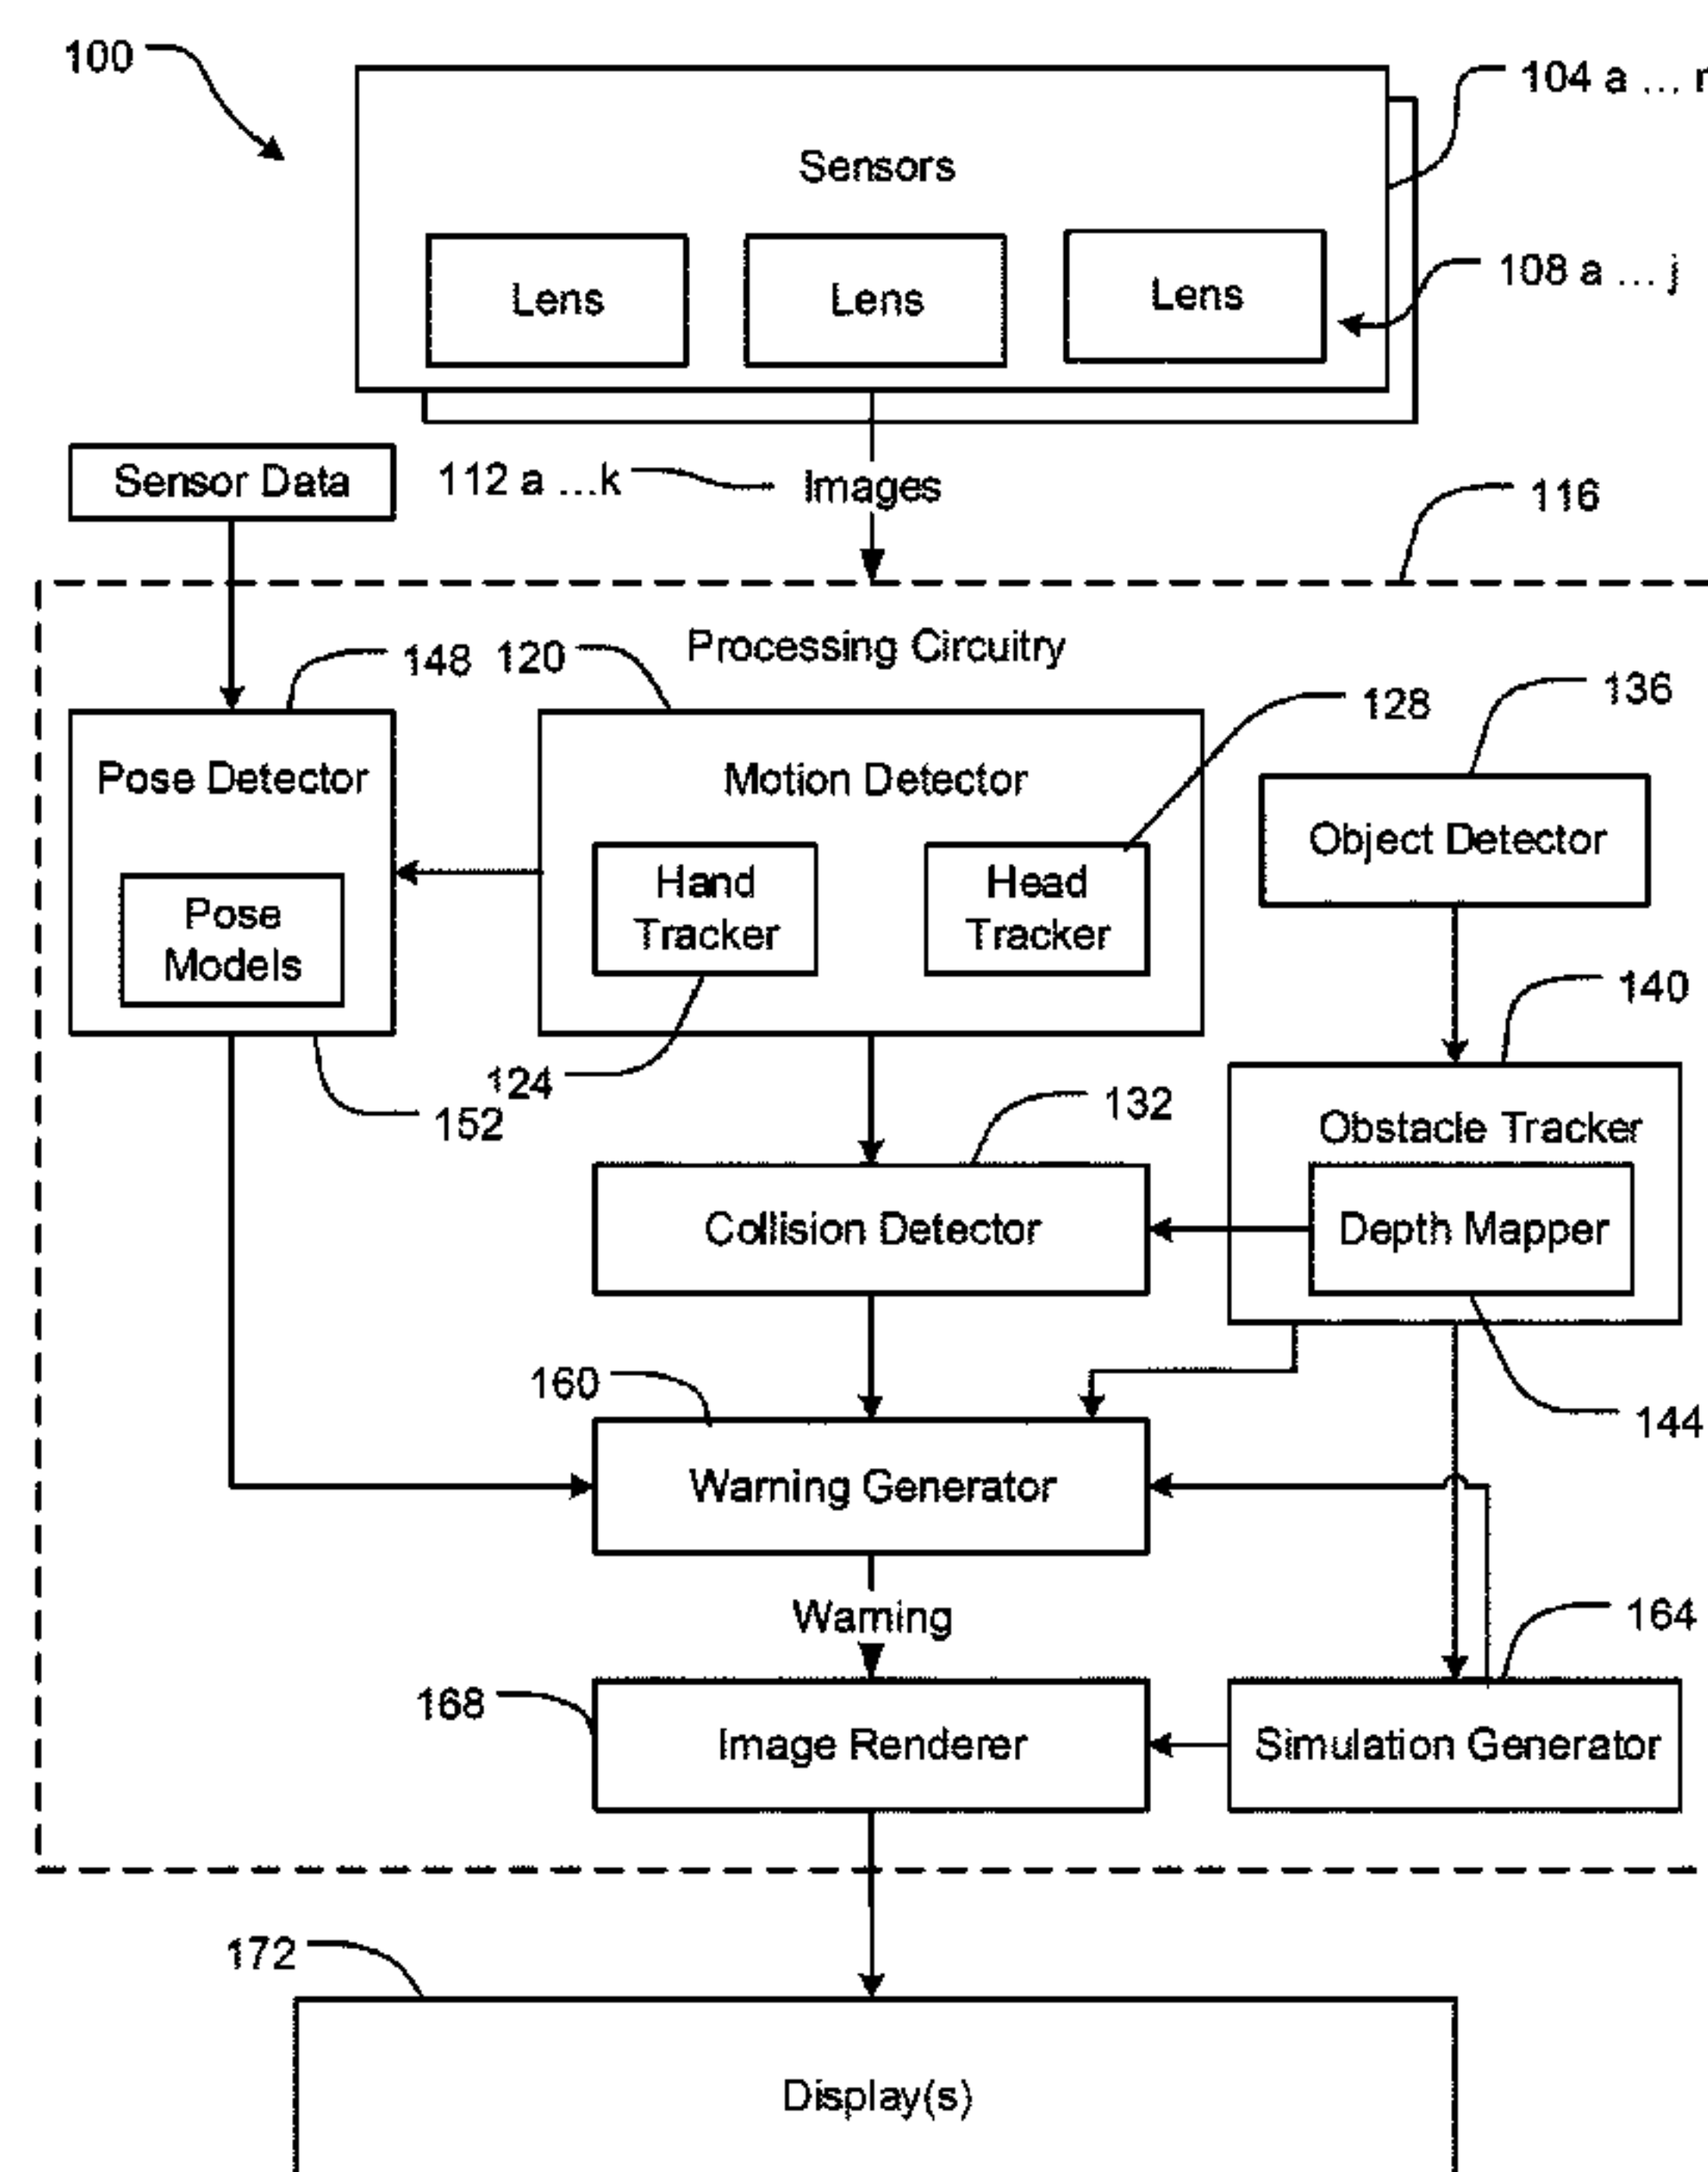 100
104 a ...
Sensors
Lens
Lens
Lens
108 a ... j
Sensor Data
112 a ...k
Images
116
Processing Circuitry
148
120
128
136
Pose Detector
Motion Detector
Object Detector
Hand
Tracker
Head
Tracker
Pose
Models
140
124
152
132
Obstacle Tracker
Collision Detector
Depth Mapper
160
144
Warning Generator
Warning
164
168
Image Renderer
Simulation Generator
172
Display(s)